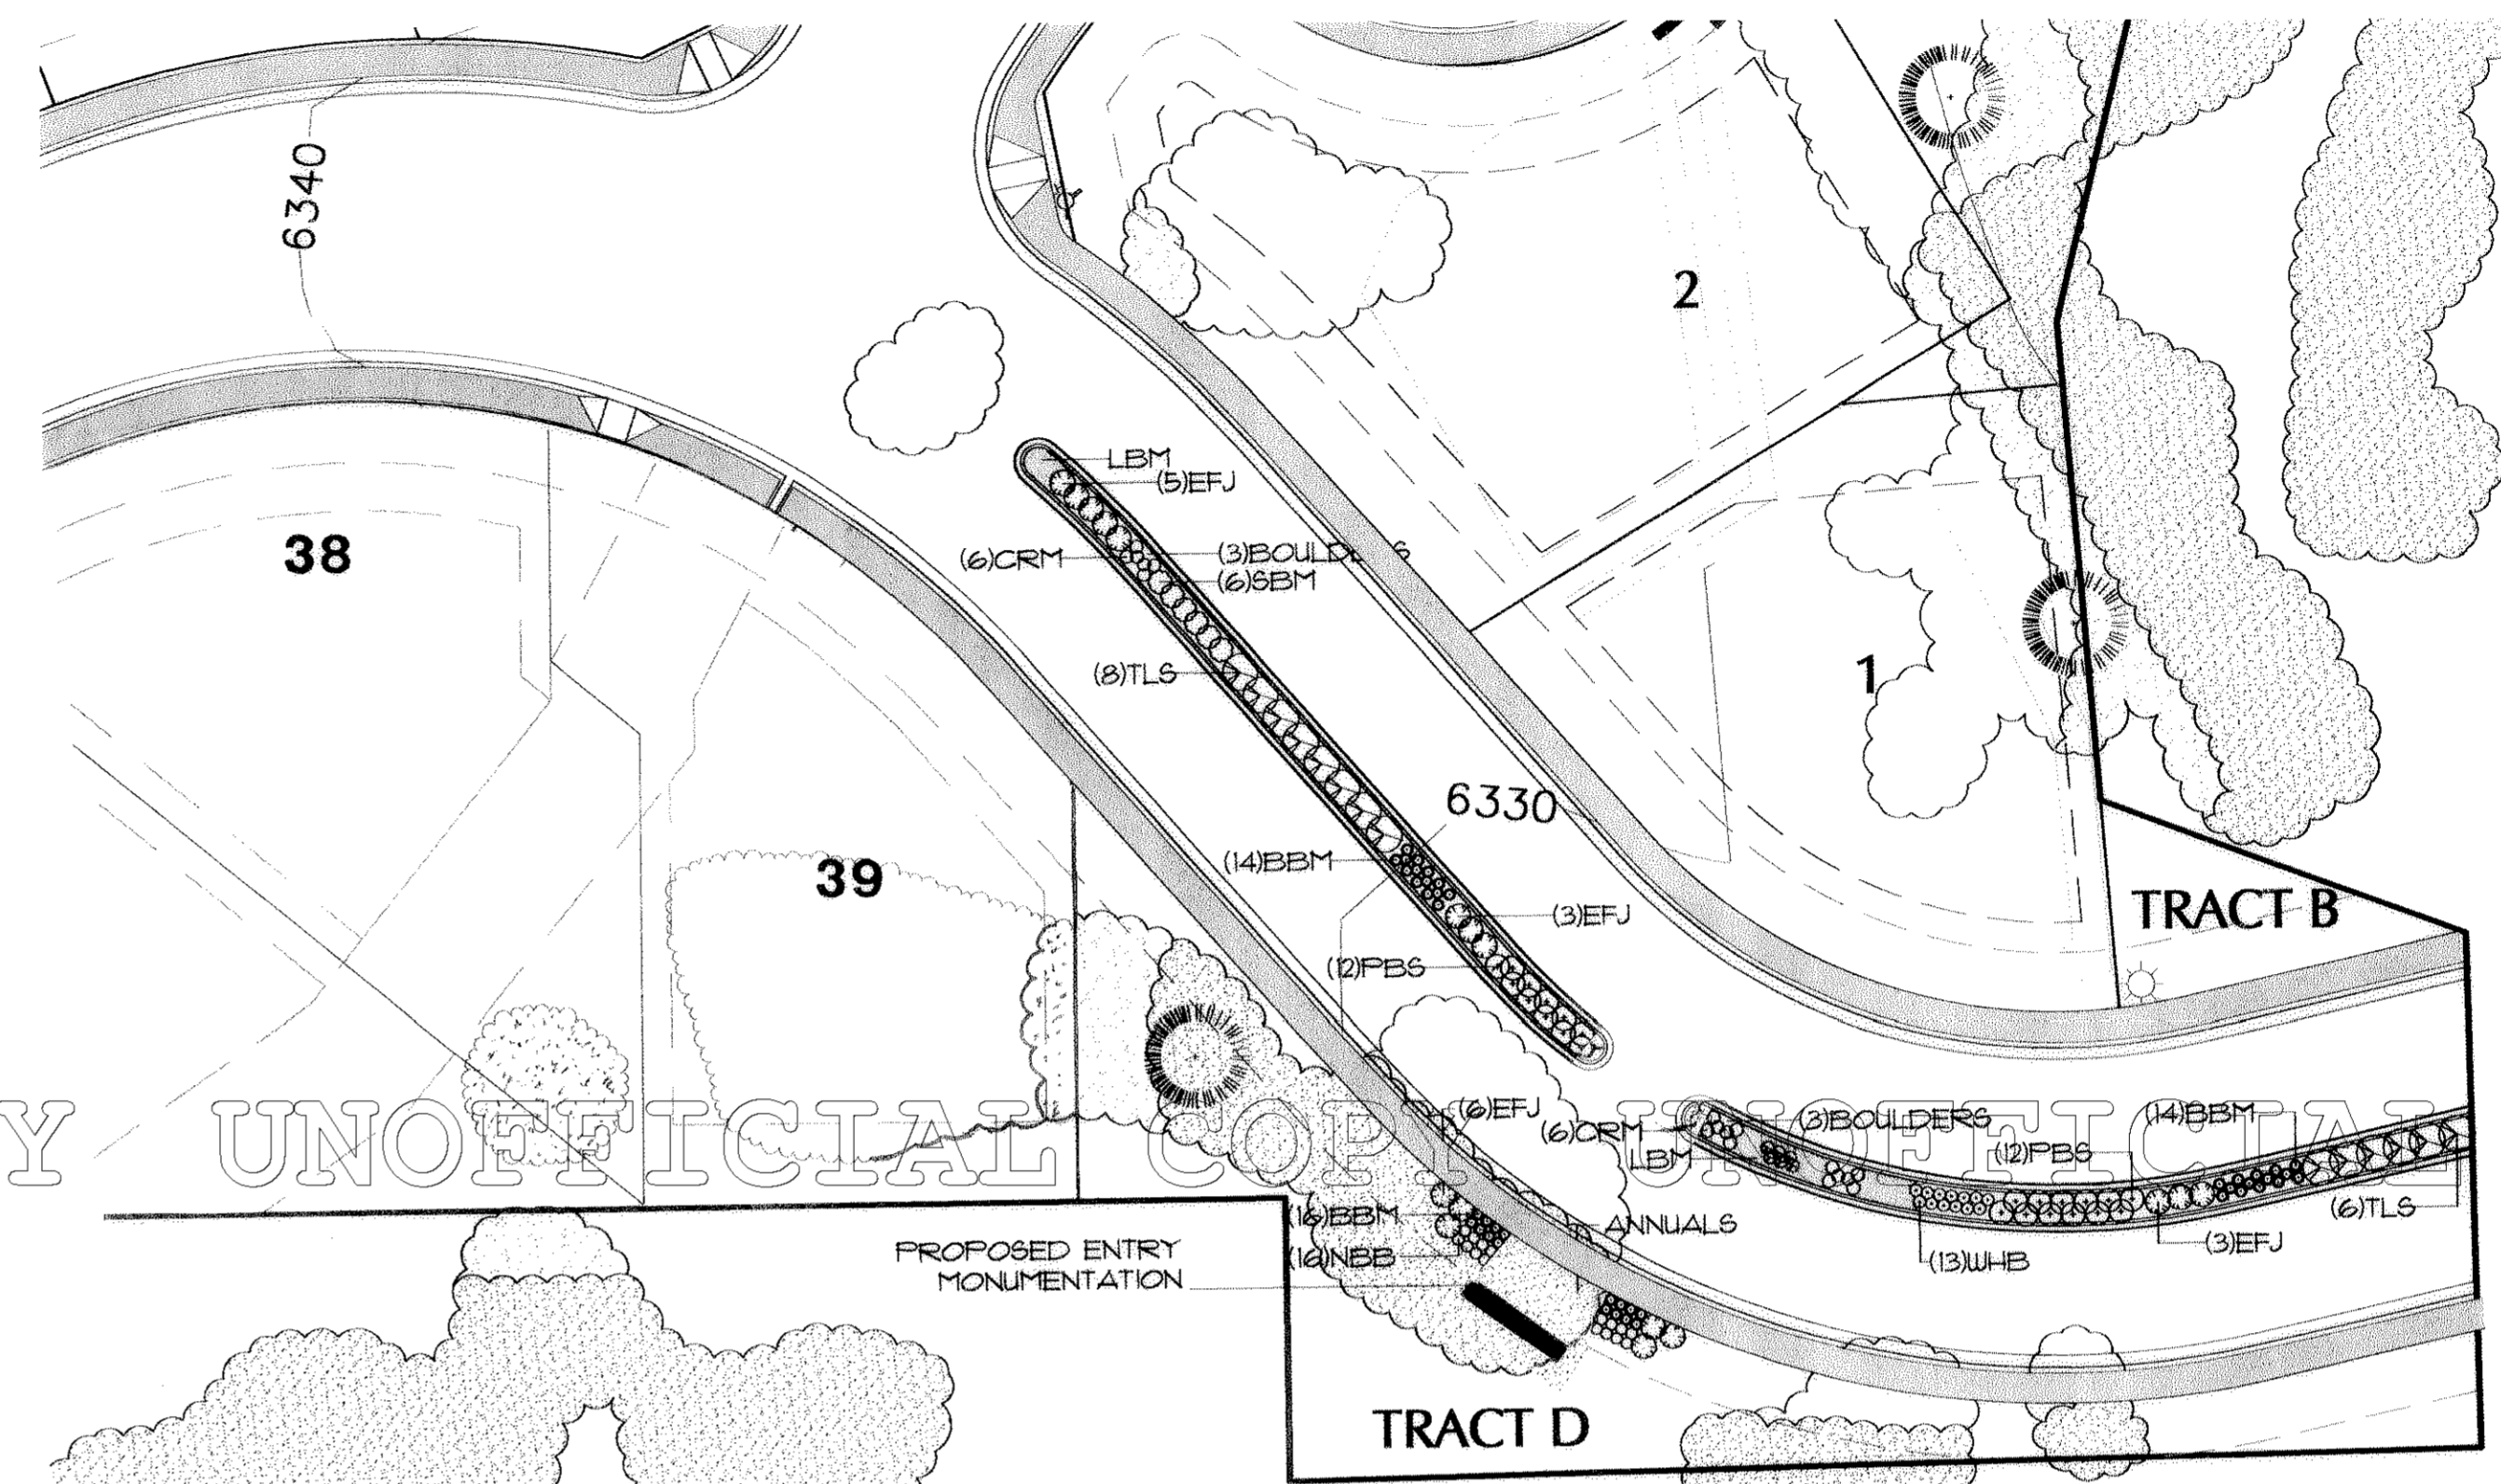 6340
2
LBM
(5)EFJ
38
(6)CRM
(3)BOULDERS
(6)SBM
(8)TLS
1
6330
(14)BBM
39
(3)EFJ
TRACT B
(12)PBS
Y UNOFFICIAL COPY UNOFFICIAL
(6)EFJ
(6)CRM
LBM
(3)BOULDERS
(14)BBM
(12)PBS
(16)BBM
ANNUALS
(6)TLS
PROPOSED ENTRY
MONUMENTATION
(16)NBB
(13)WHB
(3)EFJ
TRACT D